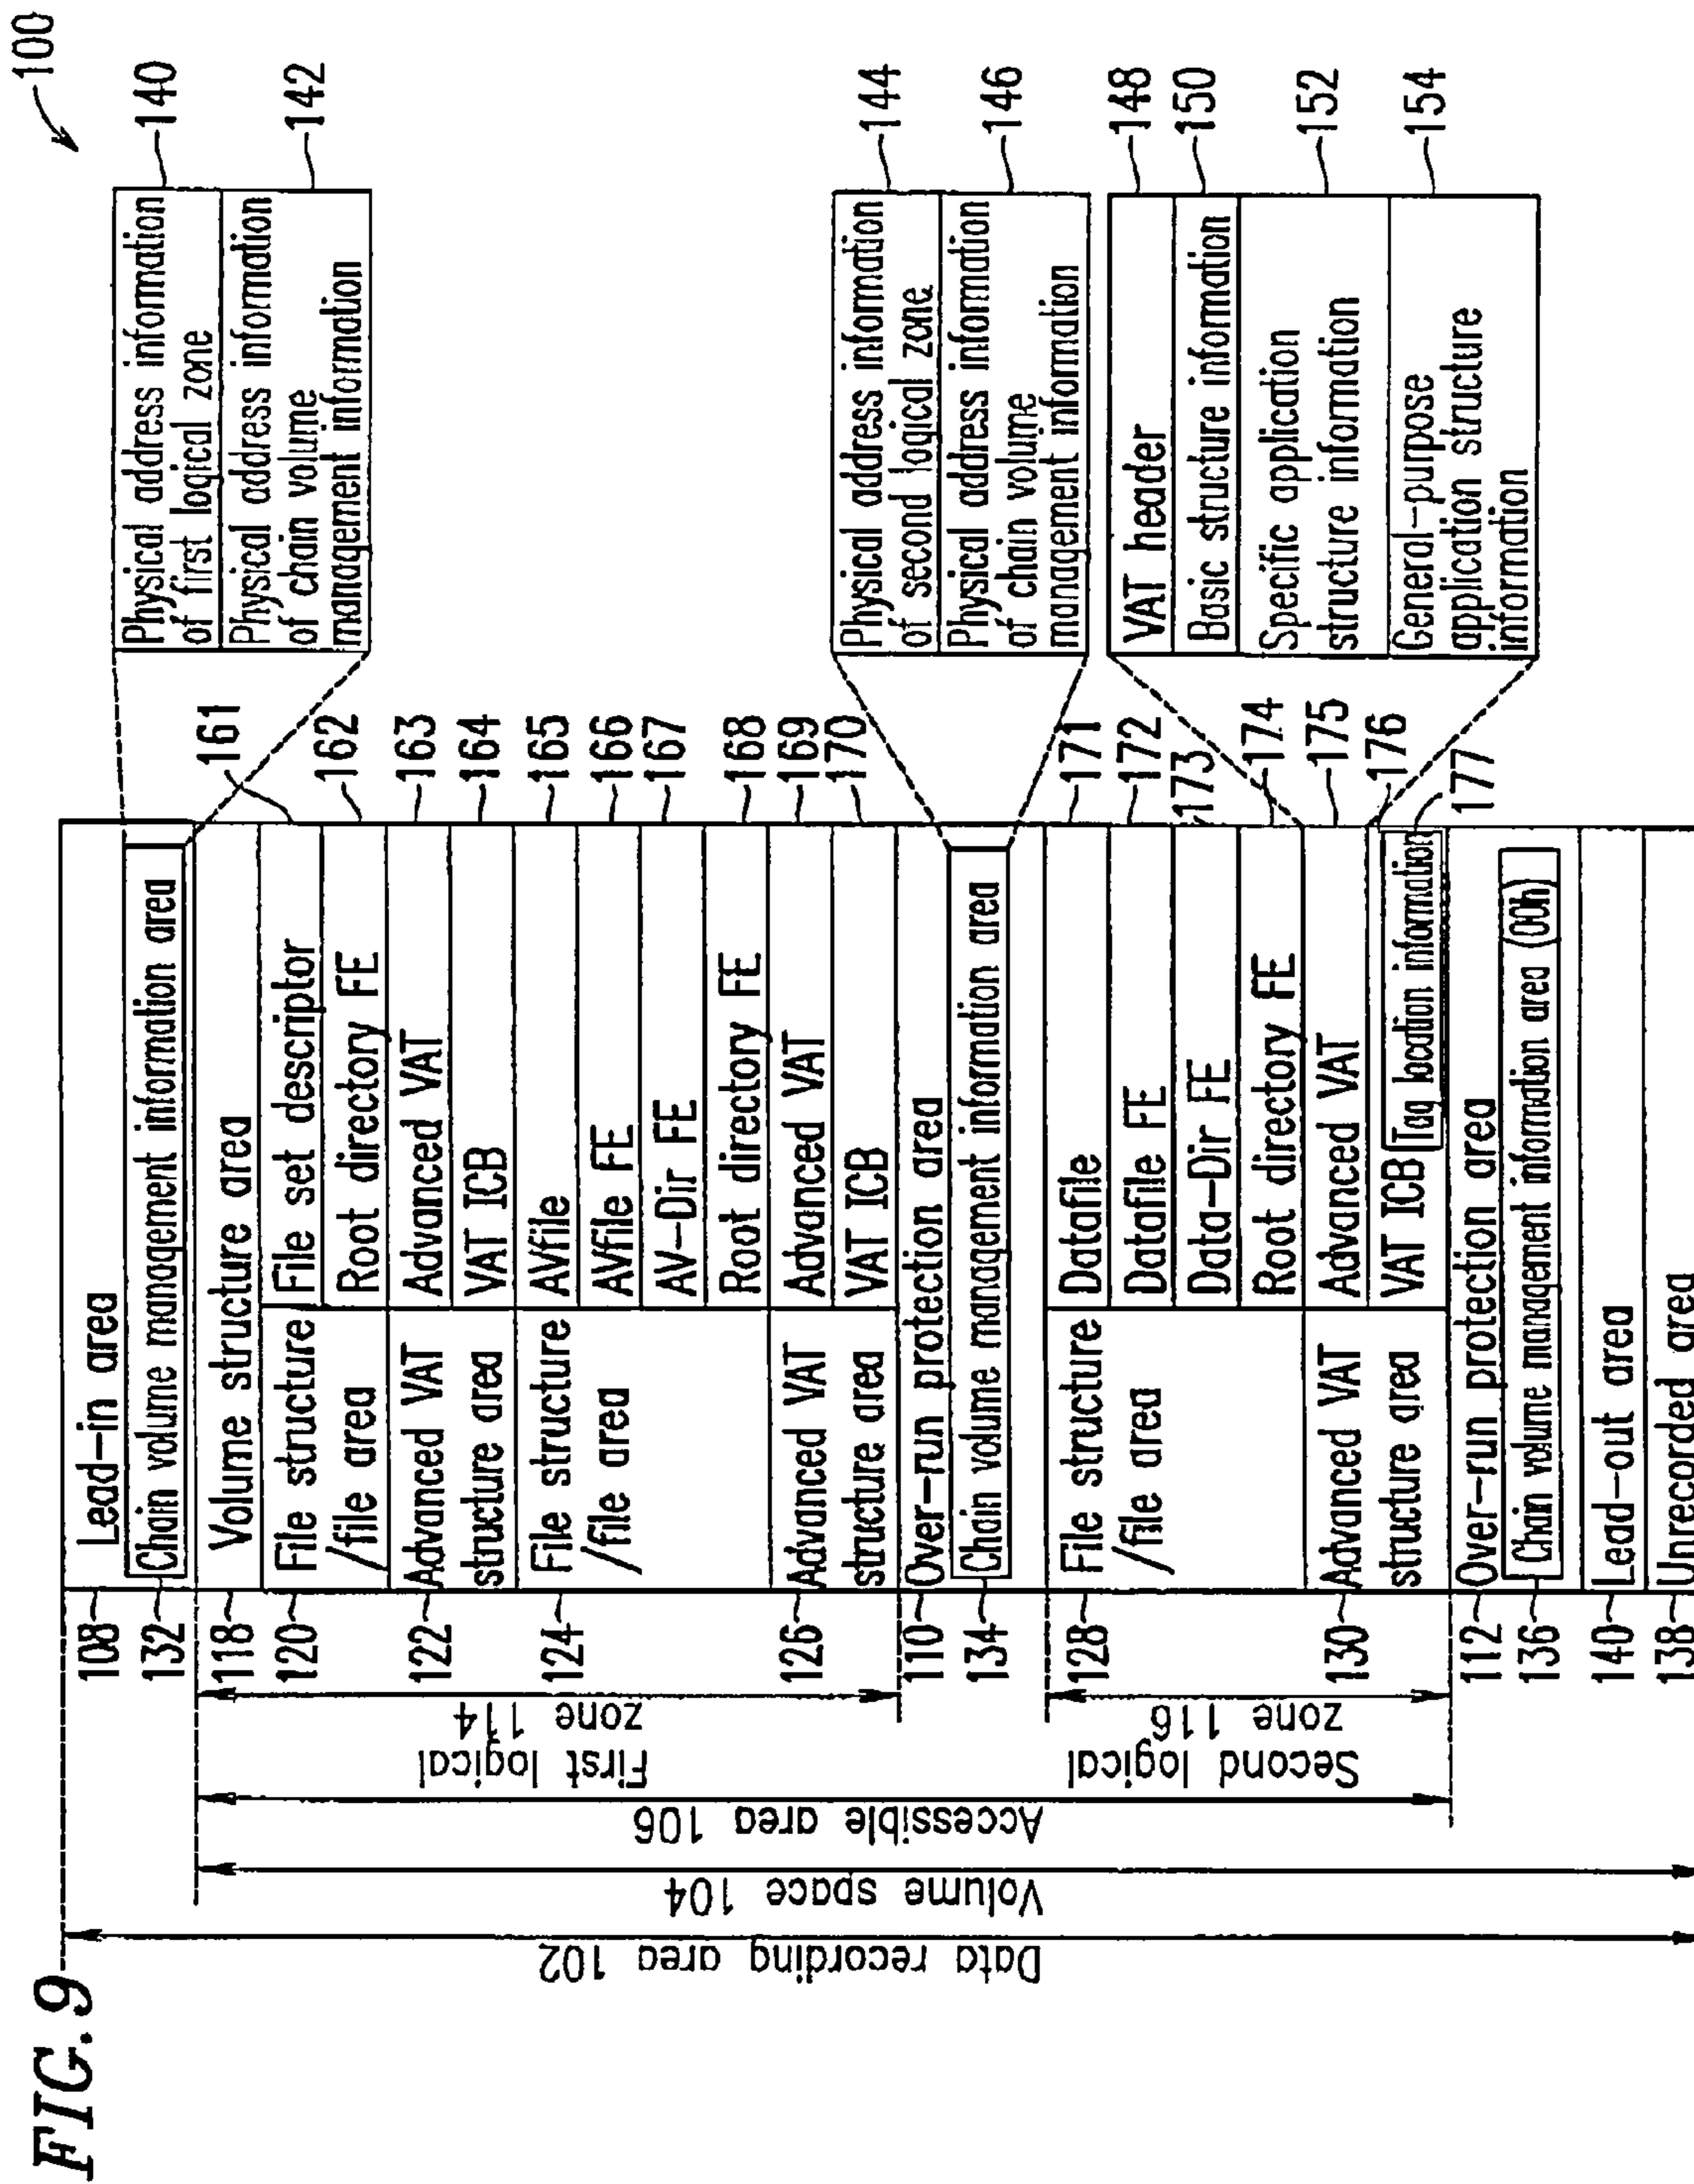 FIG. 9
100
Data recording area 102
Volume space 104
Accessible area 106
First logical
zone 114
Second logical
zone 116
108
Lead-in area
132
Chain volume management information area
118
Volume structure area
120
File structure
/file area
File set descriptor
161
Root directory FE
162
122
Advanced VAT
structure area
Advanced VAT
163
VAT ICB
164
124
File structure
/file area
AVfile
165
AVfile FE
166
AV-Dir FE
167
Root directory FE
168
126
Advanced VAT
structure area
Advanced VAT
169
VAT ICB
170
110
Over-run protection area
134
Chain volume management information area
128
File structure
/file area
Datafile
171
Datafile FE
172
Data-Dir FE
173
Root directory FE
174
130
Advanced VAT
structure area
Advanced VAT
175
VAT ICB
176
Tag location information
177
112
Over-run protection area
136
Chain volume management information area (00h)
140
Lead-out area
138
Unrecorded area
Physical address information
of first logical zone
140
Physical address information
of chain volume
management information
142
Physical address information
of second logical zone
144
Physical address information
of chain volume
management information
146
VAT header
148
Basic structure information
150
Specific application
structure information
152
General-purpose
application structure
information
154